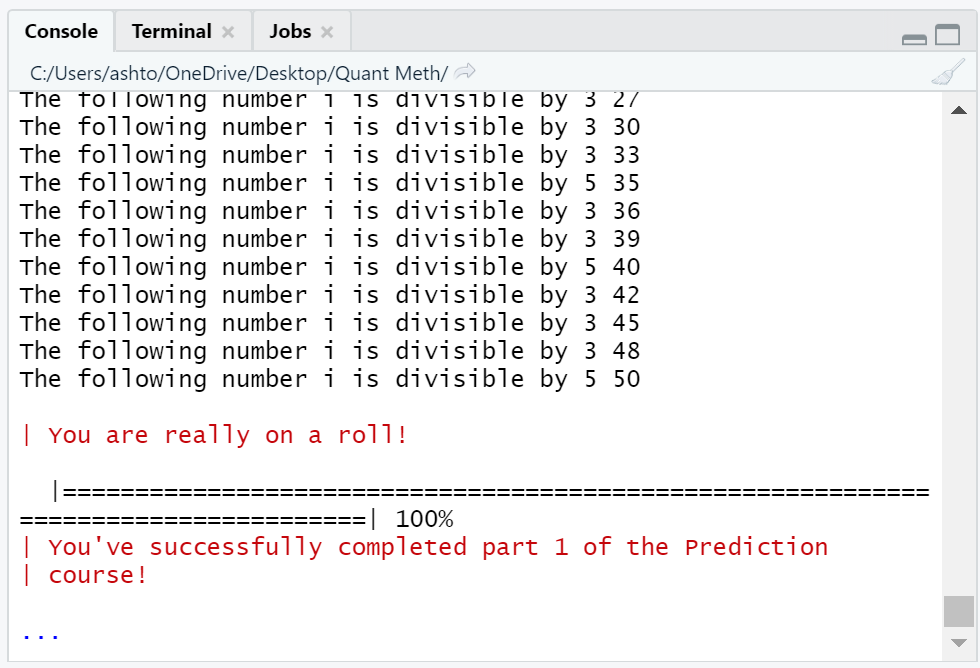 Console Terminal × Jobs ×
C:/Users/ashto/OneDrive/Desktop/Quant Meth/
The following number i is divisible by 3 27
The following number i is divisible by 3 30
The following number i is divisible by 3 33
The following number i is divisible by 5 35
The following number i is divisible by 3 36
The following number i is divisible by 3 39
The following number i is divisible by 5 40
The following number i is divisible by 3 42
The following number i is divisible by 3 45
The following number i is divisible by 3 48
The following number i is divisible by 5 50
| You are really on a roll!
|============================================================
========================| 100%
| You've successfully completed part 1 of the Prediction
| course!
...